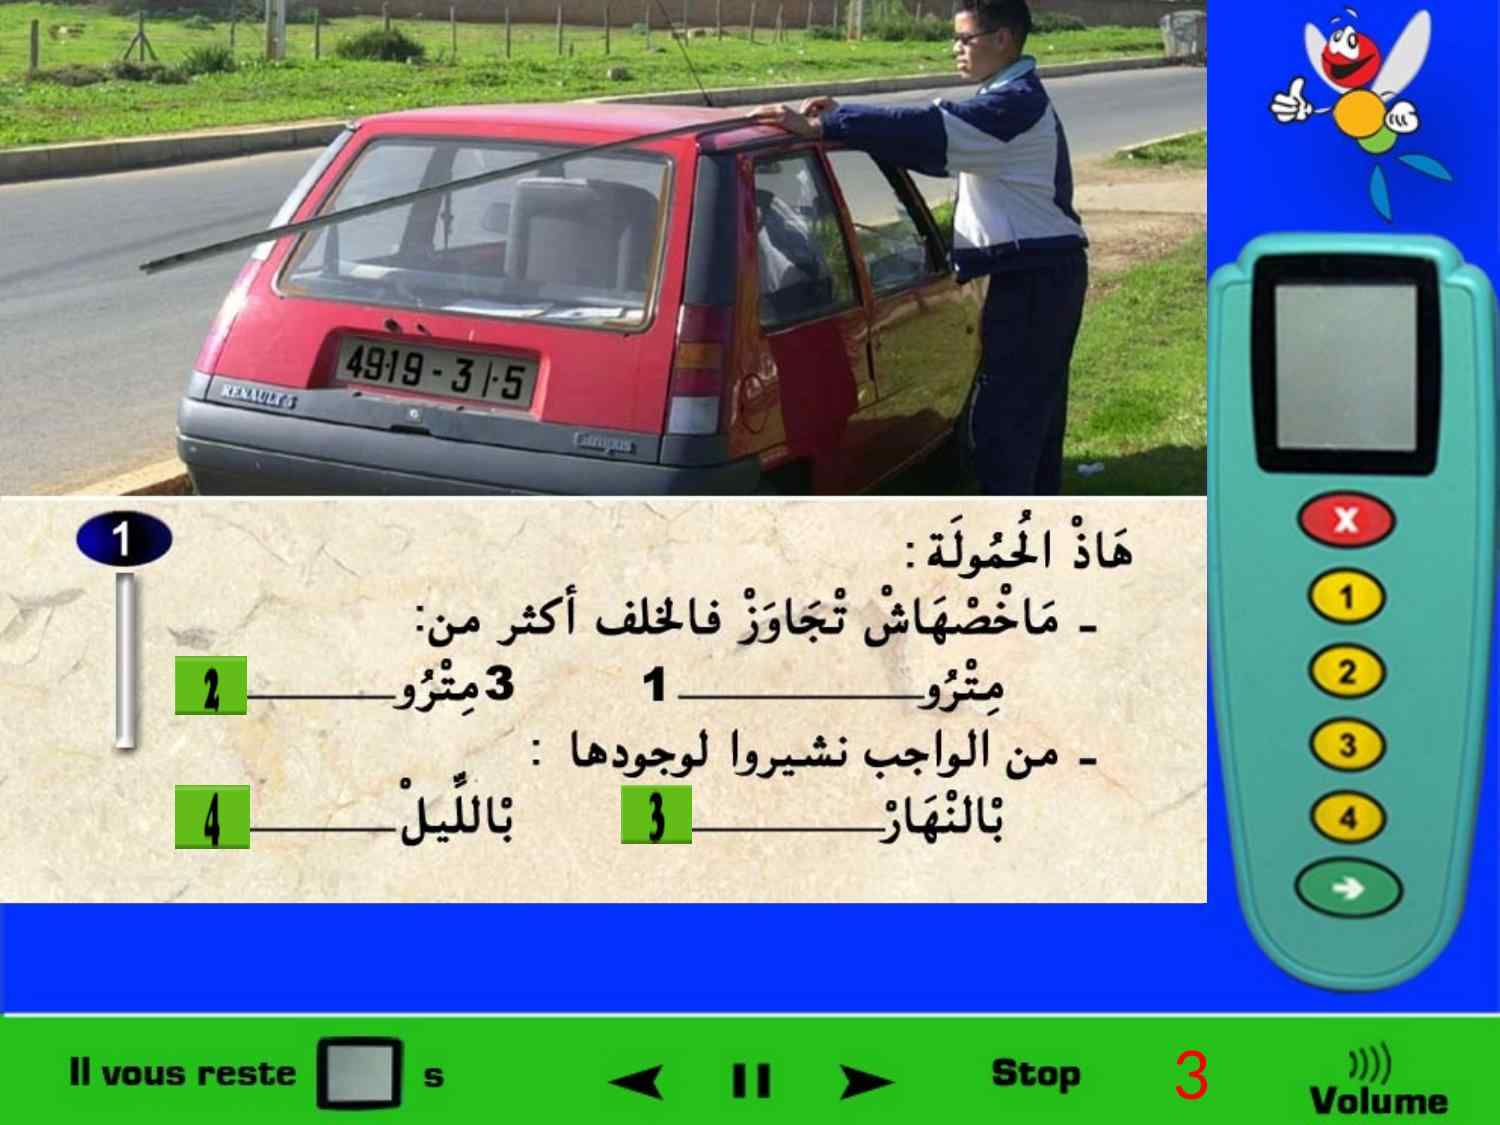 4919 - 3 ا - 5
RENAULT 5
Campus
1
هَاذْ الْحُمُولَة :
- مَاخْصْهَاشْ تْجَاوَزْ فالخلف أكثر من:
مِتْرُو 1 3 مِتْرُو 2
- من الواجب نشيروا لوجودها :
بْالنْهَارْ 3 بْاللِّيلْ 4
X
1
2
3
4
Il vous reste s Stop 3 Volume